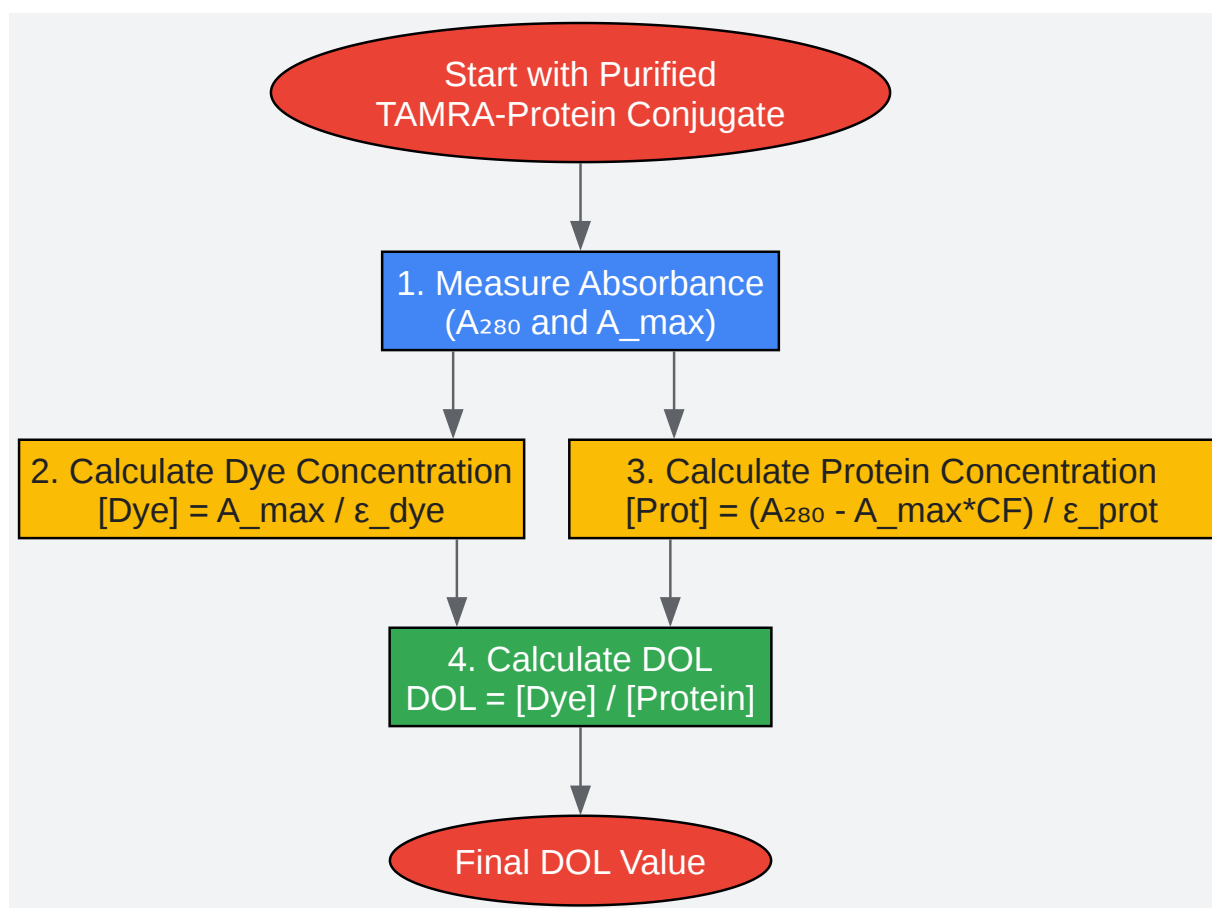 Start with Purified
TAMRA-Protein Conjugate
1. Measure Absorbance
(A₂₈₀ and A_max)
2. Calculate Dye Concentration
[Dye] = A_max / ε_dye
3. Calculate Protein Concentration
[Prot] = (A₂₈₀ - A_max*CF) / ε_prot
4. Calculate DOL
DOL = [Dye] / [Protein]
Final DOL Value